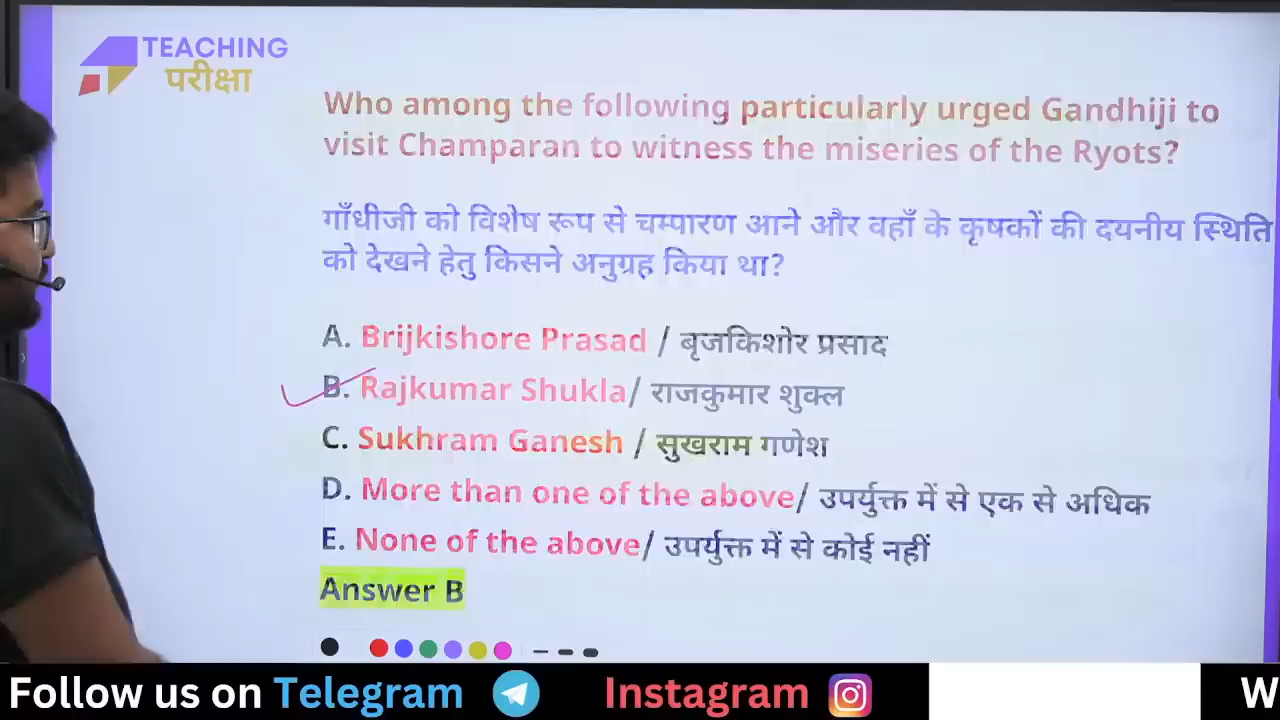 TEACHING
परीक्षा
Who among the following particularly urged Gandhiji to
visit Champaran to witness the miseries of the Ryots?
गाँधीजी को विशेष रूप से चम्पारण आने और वहाँ के कृषकों की दयनीय स्थिति
को देखने हेतु किसने अनुग्रह किया था?
A. Brijkishore Prasad / बृजकिशोर प्रसाद
B. Rajkumar Shukla/ राजकुमार शुक्ल
C. Sukhram Ganesh / सुखराम गणेश
D. More than one of the above/ उपर्युक्त में से एक से अधिक
E. None of the above/ उपर्युक्त में से कोई नहीं
Answer B
Follow us on Telegram Instagram W